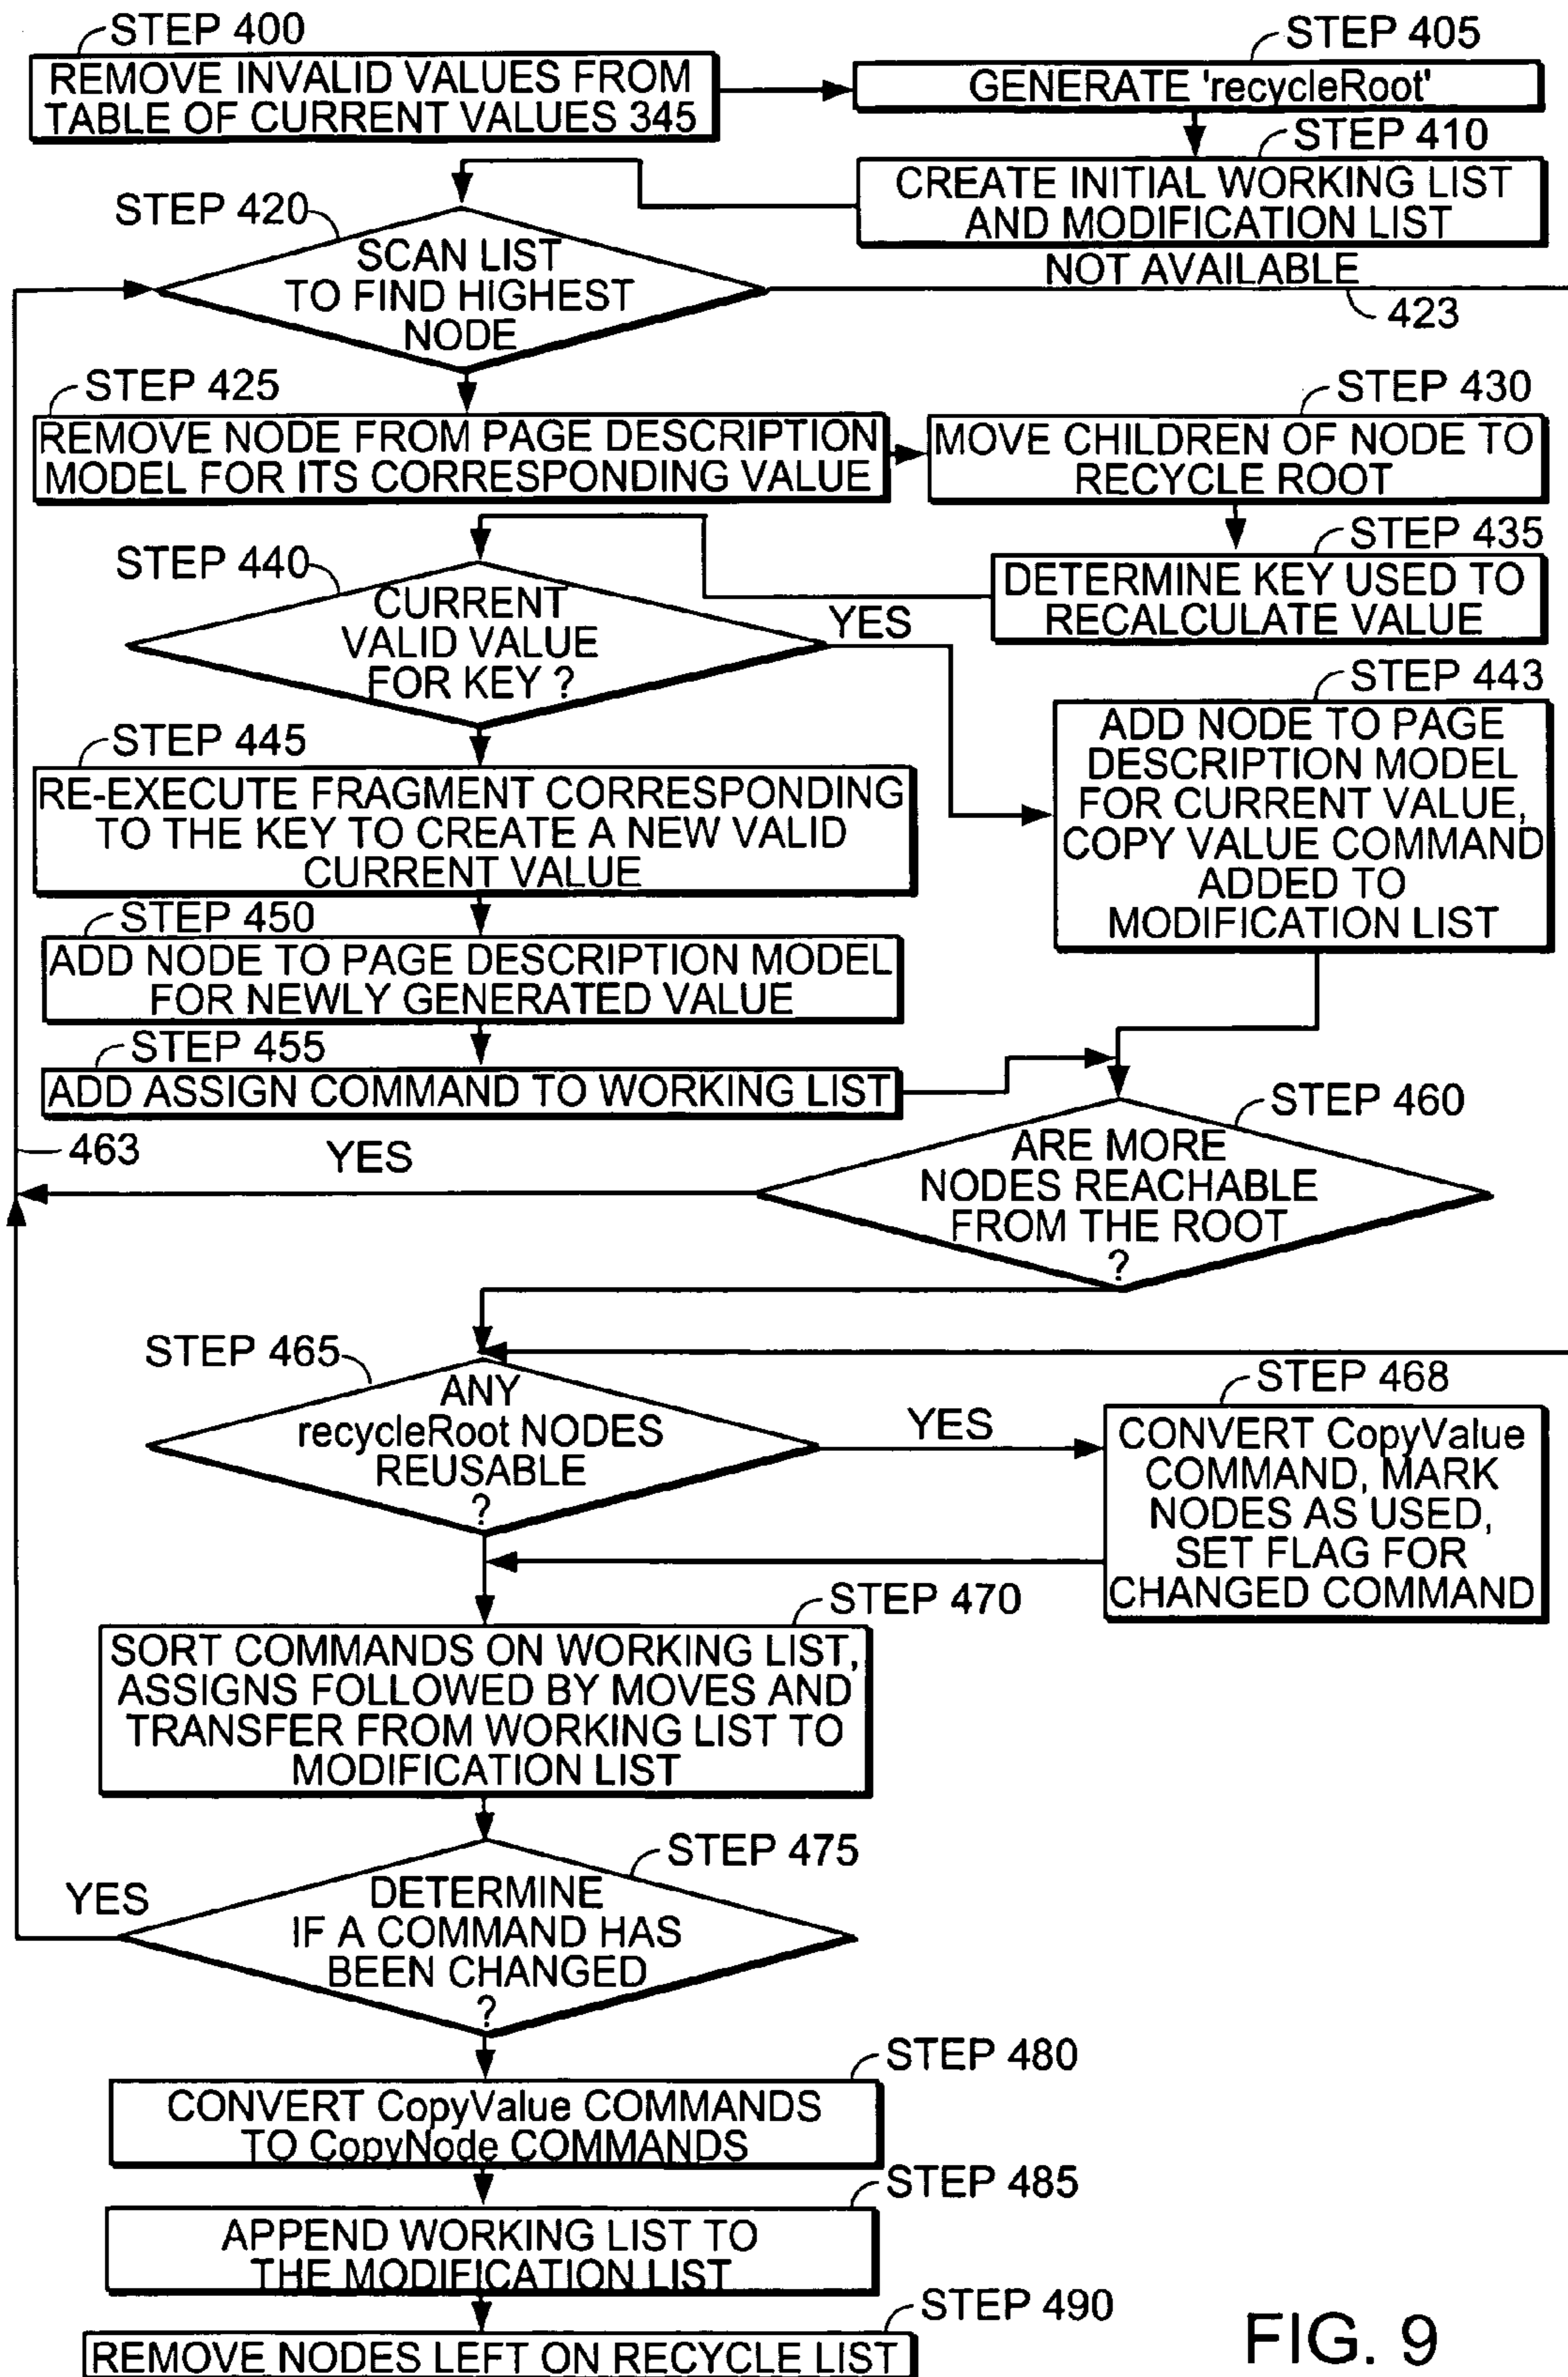 STEP 400
REMOVE INVALID VALUES FROM
TABLE OF CURRENT VALUES 345
STEP 405
GENERATE 'recycleRoot'
STEP 410
CREATE INITIAL WORKING LIST
AND MODIFICATION LIST
STEP 420
SCAN LIST
TO FIND HIGHEST
NODE
NOT AVAILABLE
423
STEP 425
REMOVE NODE FROM PAGE DESCRIPTION
MODEL FOR ITS CORRESPONDING VALUE
STEP 430
MOVE CHILDREN OF NODE TO
RECYCLE ROOT
STEP 435
DETERMINE KEY USED TO
RECALCULATE VALUE
STEP 440
CURRENT
VALID VALUE
FOR KEY ?
YES
STEP 443
ADD NODE TO PAGE
DESCRIPTION MODEL
FOR CURRENT VALUE,
COPY VALUE COMMAND
ADDED TO
MODIFICATION LIST
STEP 445
RE-EXECUTE FRAGMENT CORRESPONDING
TO THE KEY TO CREATE A NEW VALID
CURRENT VALUE
STEP 450
ADD NODE TO PAGE DESCRIPTION MODEL
FOR NEWLY GENERATED VALUE
STEP 455
ADD ASSIGN COMMAND TO WORKING LIST
STEP 460
ARE MORE
NODES REACHABLE
FROM THE ROOT
?
463
YES
STEP 465
ANY
recycleRoot NODES
REUSABLE
?
YES
STEP 468
CONVERT CopyValue
COMMAND, MARK
NODES AS USED,
SET FLAG FOR
CHANGED COMMAND
STEP 470
SORT COMMANDS ON WORKING LIST,
ASSIGNS FOLLOWED BY MOVES AND
TRANSFER FROM WORKING LIST TO
MODIFICATION LIST
STEP 475
DETERMINE
IF A COMMAND HAS
BEEN CHANGED
?
YES
STEP 480
CONVERT CopyValue COMMANDS
TO CopyNode COMMANDS
STEP 485
APPEND WORKING LIST TO
THE MODIFICATION LIST
STEP 490
REMOVE NODES LEFT ON RECYCLE LIST
FIG. 9